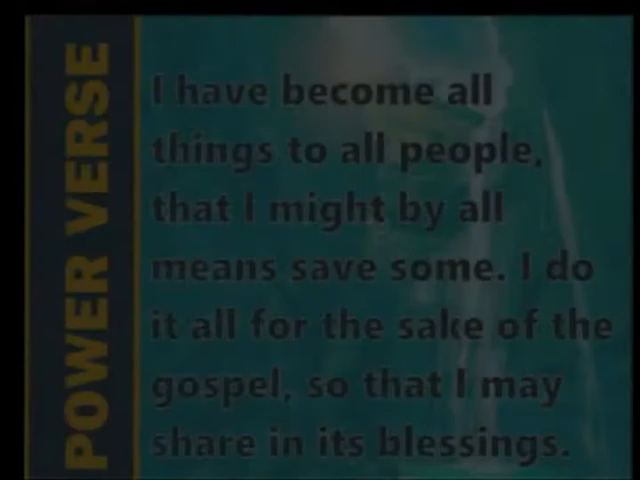 POWER VERSE
I have become all
things to all people,
that I might by all
means save some. I do
it all for the sake of the
gospel, so that I may
share in its blessings.